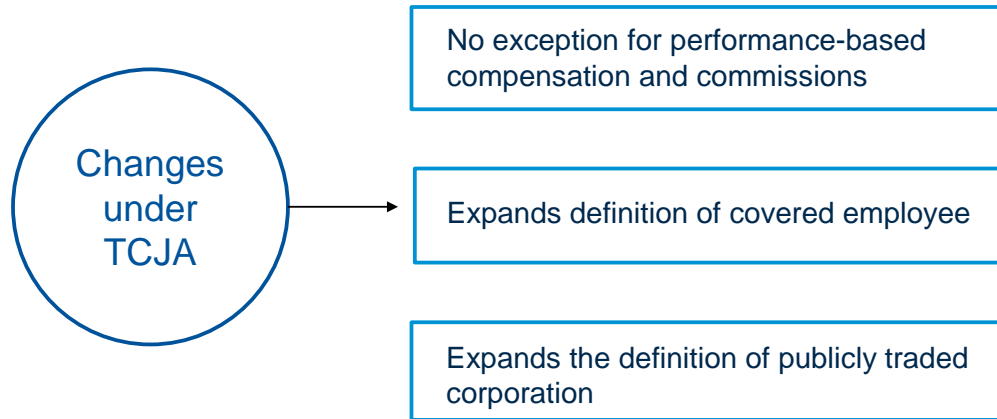 Changes
under
TCJA
No exception for performance-based
compensation and commissions
Expands definition of covered employee
Expands the definition of publicly traded
corporation